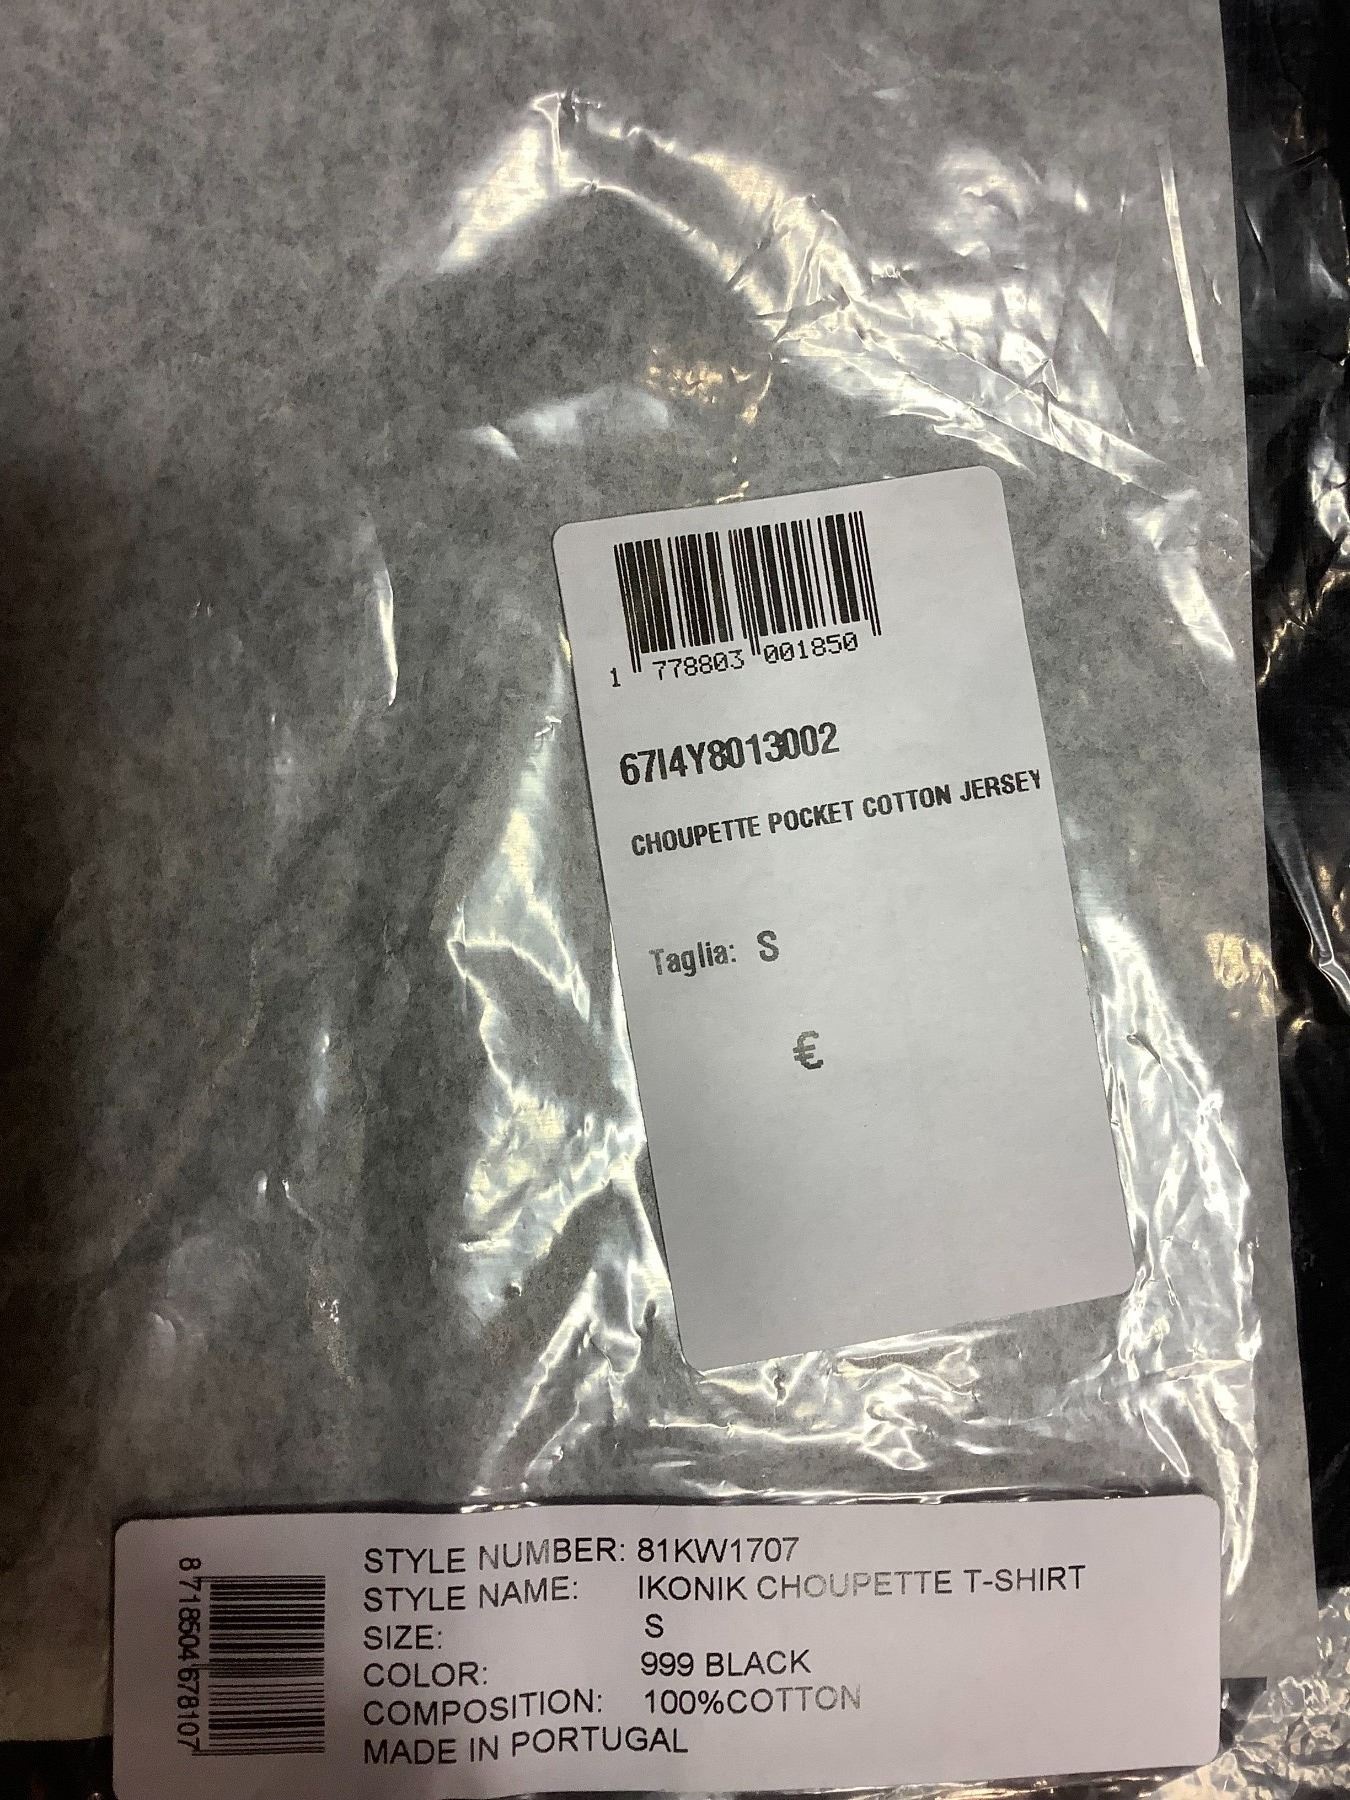 1 778803 001850
67I4Y8013002
CHOUPETTE POCKET COTTON JERSEY
Taglia: S
€
8 718504 678107
STYLE NUMBER: 81KW1707
STYLE NAME: IKONIK CHOUPETTE T-SHIRT
SIZE: S
COLOR: 999 BLACK
COMPOSITION: 100%COTTON
MADE IN PORTUGAL